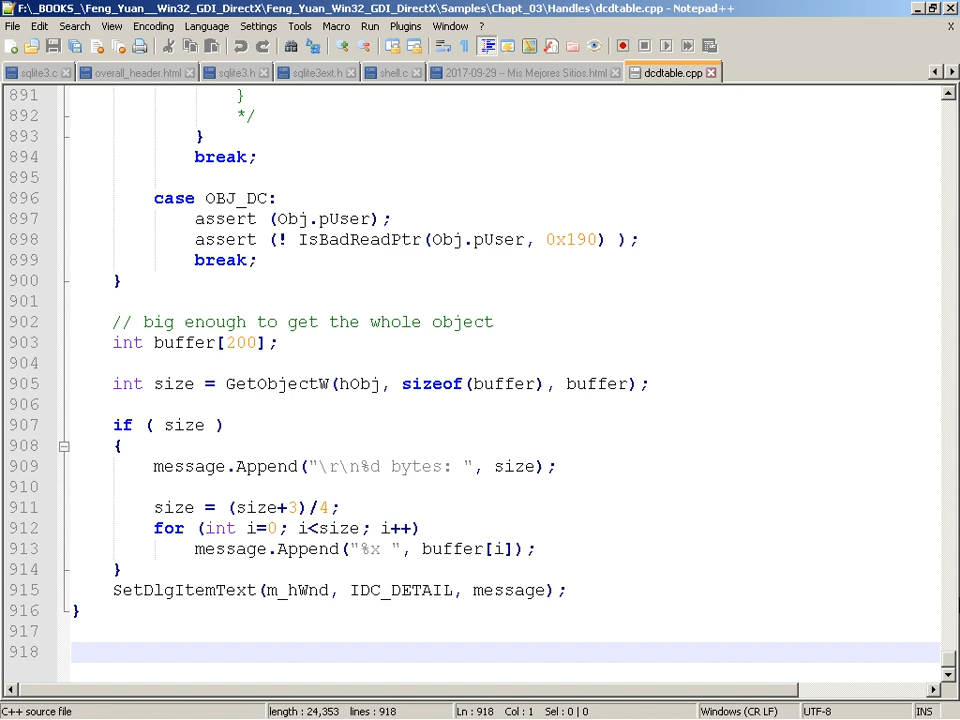 F:\_BOOKS_\Feng_Yuan__Win32_GDI_DirectX\Feng_Yuan_Win32_GDI_DirectX\Samples\Chapt_03\Handles\dcdtable.cpp - Notepad++
File Edit Search View Encoding Language Settings Tools Macro Run Plugins Window ? X
sqlite3.c overall_header.html sqlite3.h sqlite3ext.h shell.c 2017-09-29 -- Mis Mejores Sitios.html dcdtable.cpp
891 }
892 */
893 }
894 break;
895
896 case OBJ_DC:
897 assert (Obj.pUser);
898 assert (! IsBadReadPtr(Obj.pUser, 0x190) );
899 break;
900 }
901
902 // big enough to get the whole object
903 int buffer[200];
904
905 int size = GetObjectW(hObj, sizeof(buffer), buffer);
906
907 if ( size )
908 {
909 message.Append("\r\n%d bytes: ", size);
910
911 size = (size+3)/4;
912 for (int i=0; i<size; i++)
913 message.Append("%x ", buffer[i]);
914 }
915 SetDlgItemText(m_hWnd, IDC_DETAIL, message);
916 }
917
918
C++ source file length : 24,353 lines : 918 Ln : 918 Col : 1 Sel : 0 | 0 Windows (CR LF) UTF-8 INS